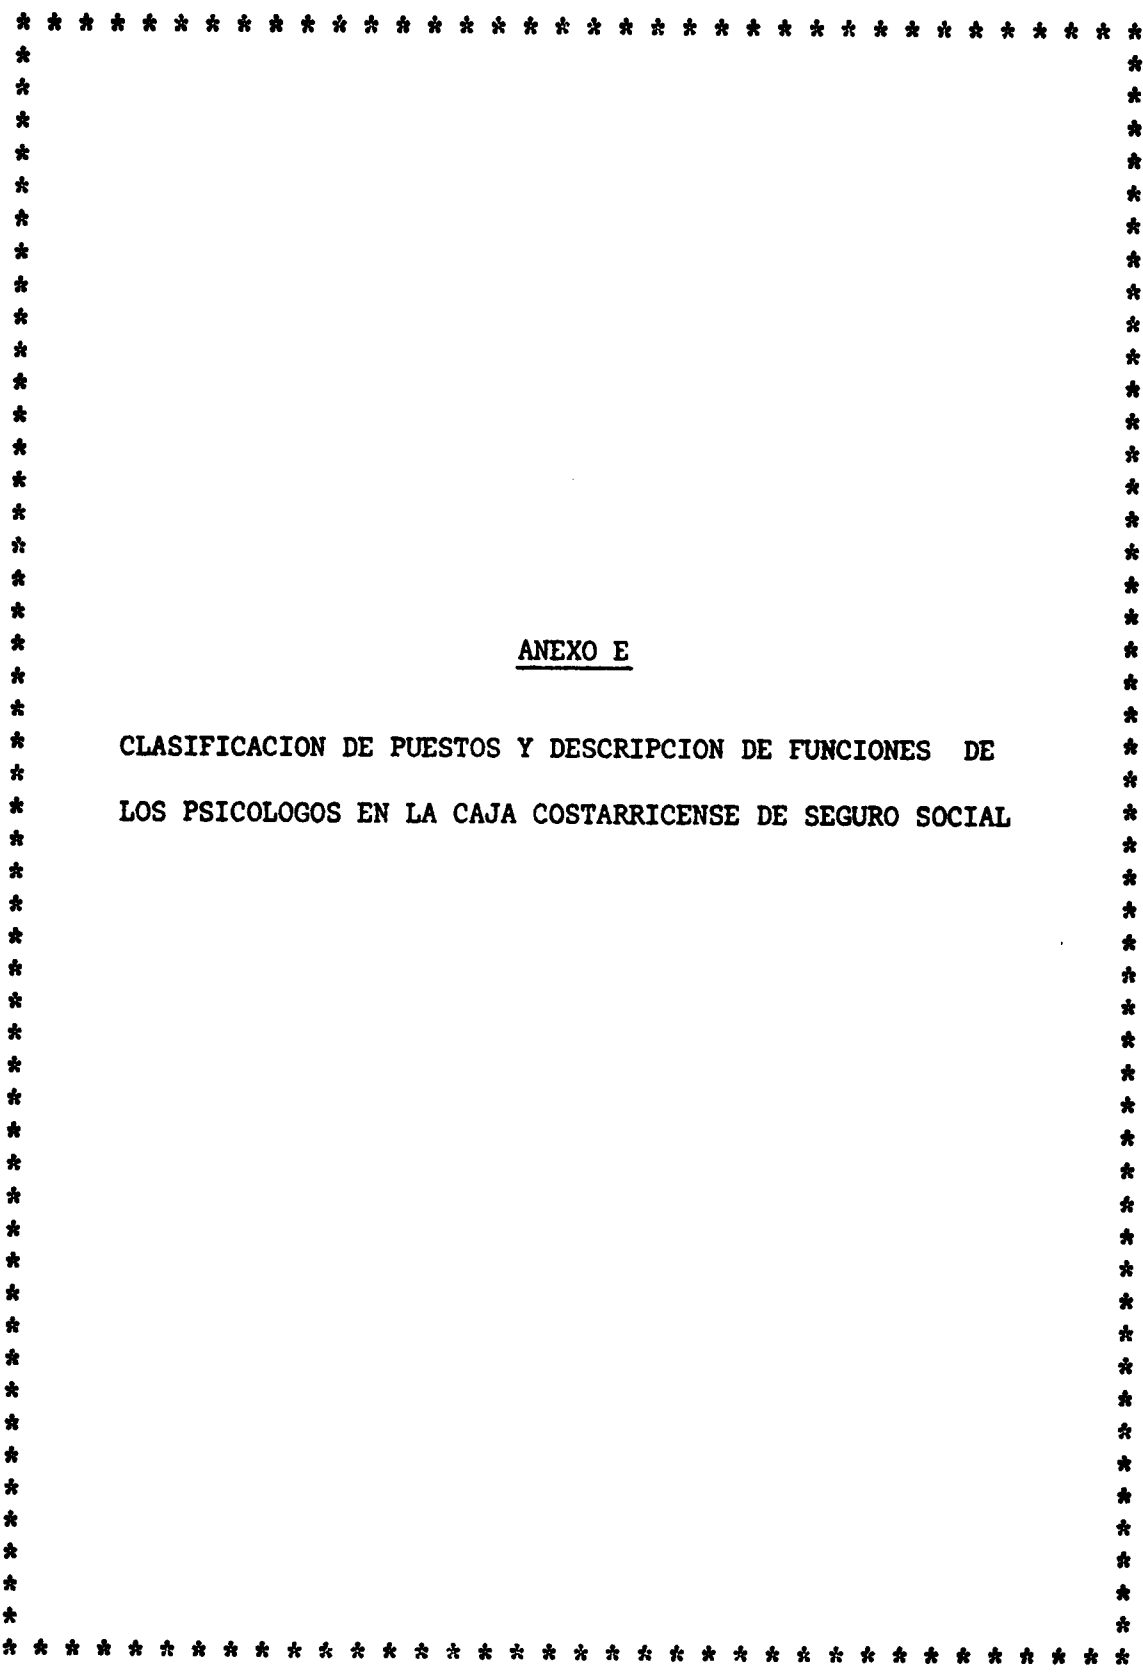 ANEXO E
CLASIFICACION DE PUESTOS Y DESCRIPCION DE FUNCIONES DE
LOS PSICOLOGOS EN LA CAJA COSTARRICENSE DE SEGURO SOCIAL